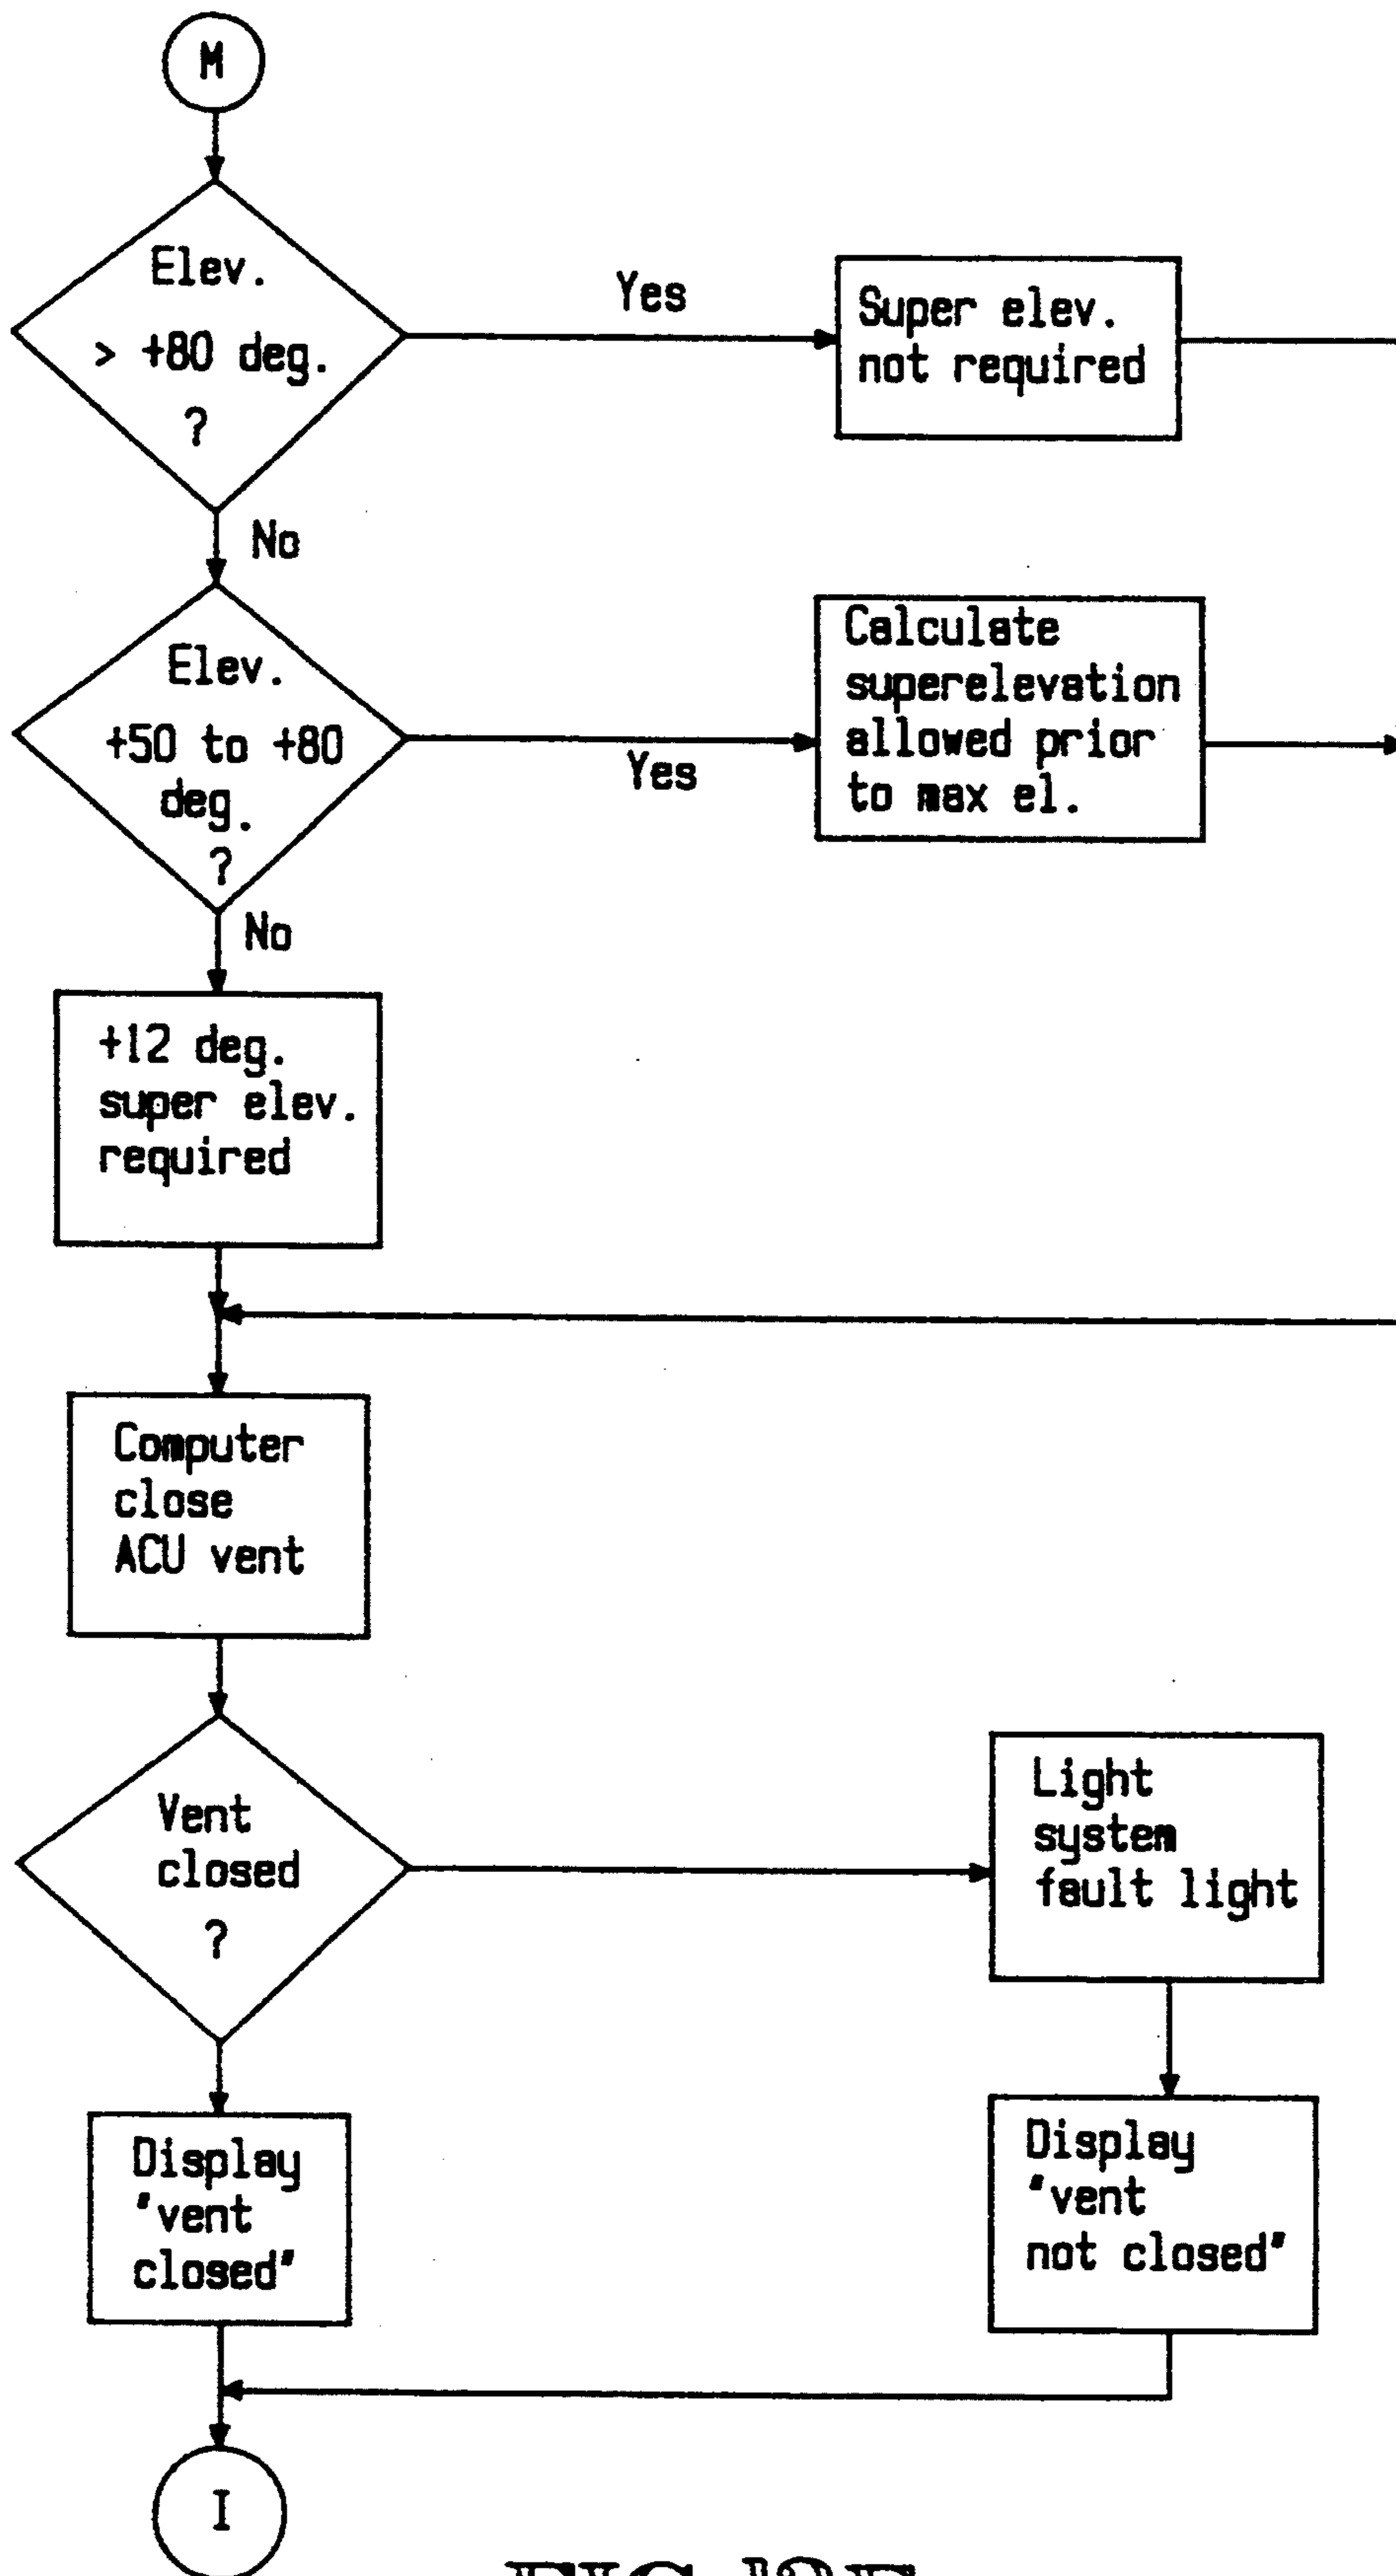 M
Elev.
> +80 deg.
?
Yes
Super elev.
not required
No
Elev.
+50 to +80
deg.
?
Yes
Calculate
superelevation
allowed prior
to max el.
No
+12 deg.
super elev.
required
Computer
close
ACU vent
Vent
closed
?
Light
system
fault light
Display
"vent
closed"
Display
"vent
not closed"
I